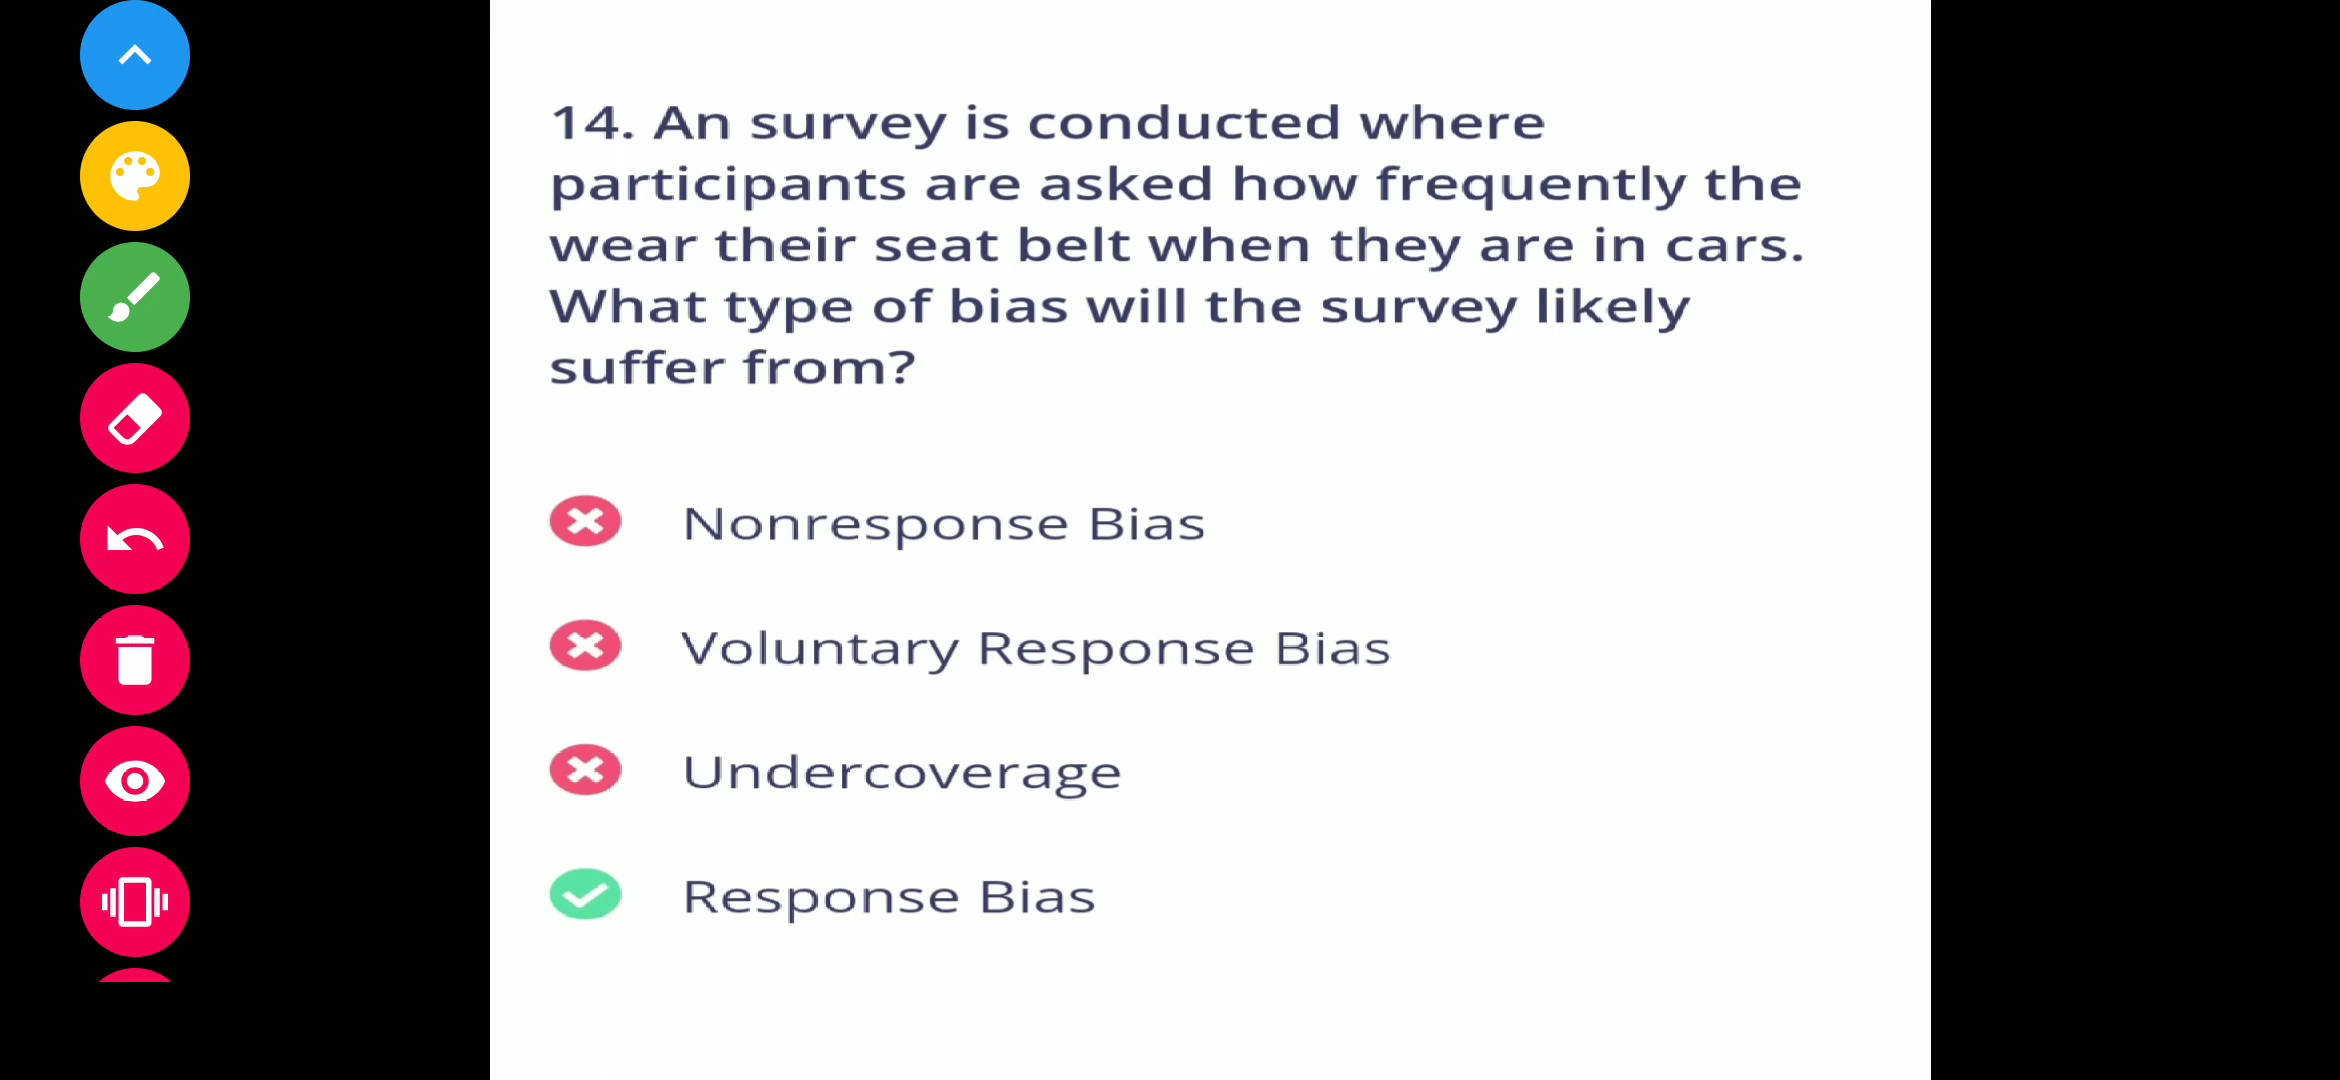 14. An survey is conducted where
participants are asked how frequently the
wear their seat belt when they are in cars.
What type of bias will the survey likely
suffer from?
Nonresponse Bias
Voluntary Response Bias
Undercoverage
Response Bias